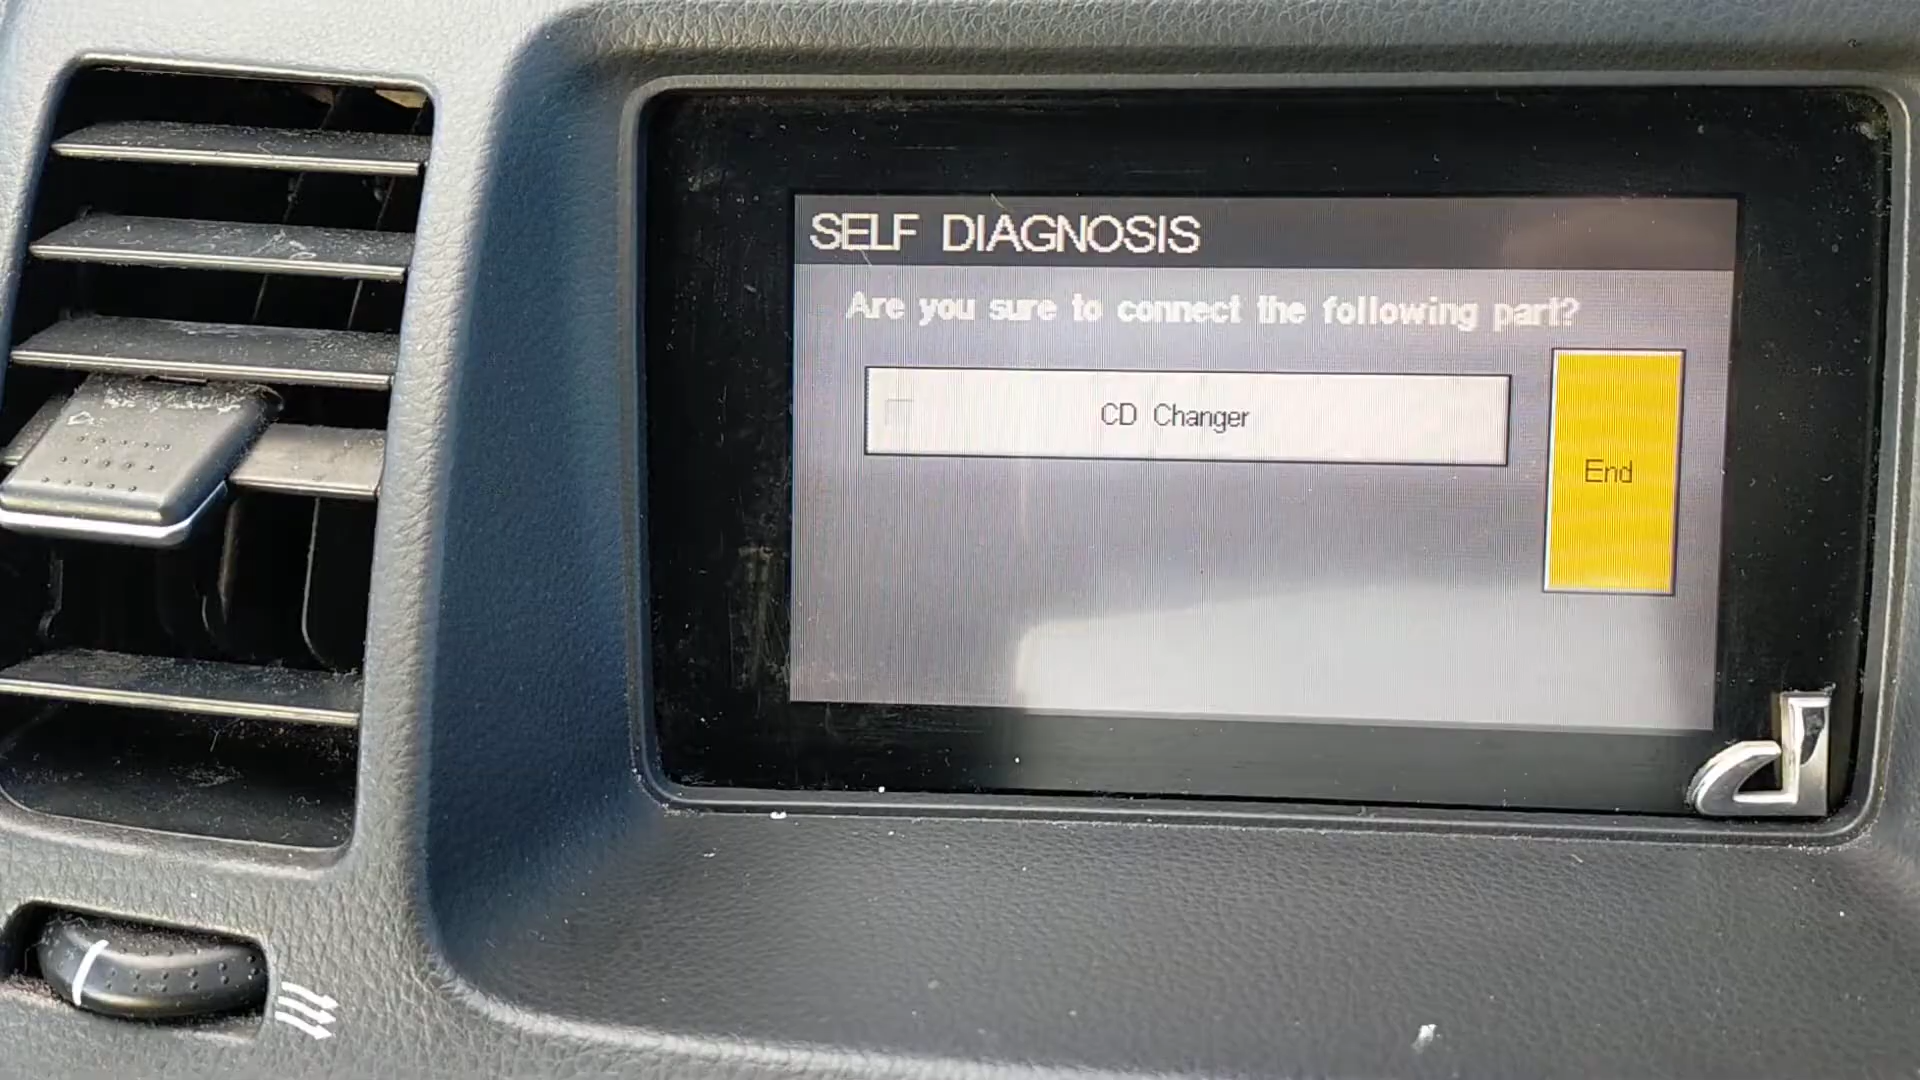 SELF DIAGNOSIS
Are you sure to connect the following part?
CD Changer
End